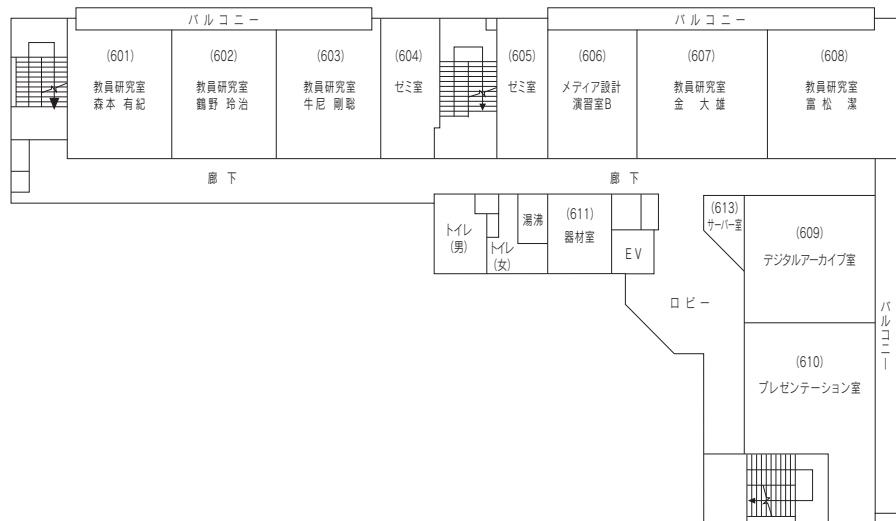 バルコニー
バルコニー
(601)
教員研究室
森本 有紀
(602)
教員研究室
鶴野 玲治
(603)
教員研究室
牛尼 剛聡
(604)
ゼミ室
(605)
ゼミ室
(606)
メディア設計
演習室B
(607)
教員研究室
金 大雄
(608)
教員研究室
富松 潔
廊下
廊下
トイレ
(男)
トイレ
(女)
湯沸
(611)
器材室
EV
(613)
サーバー室
(609)
デジタルアーカイブ室
ロビー
バルコニー
(610)
プレゼンテーション室